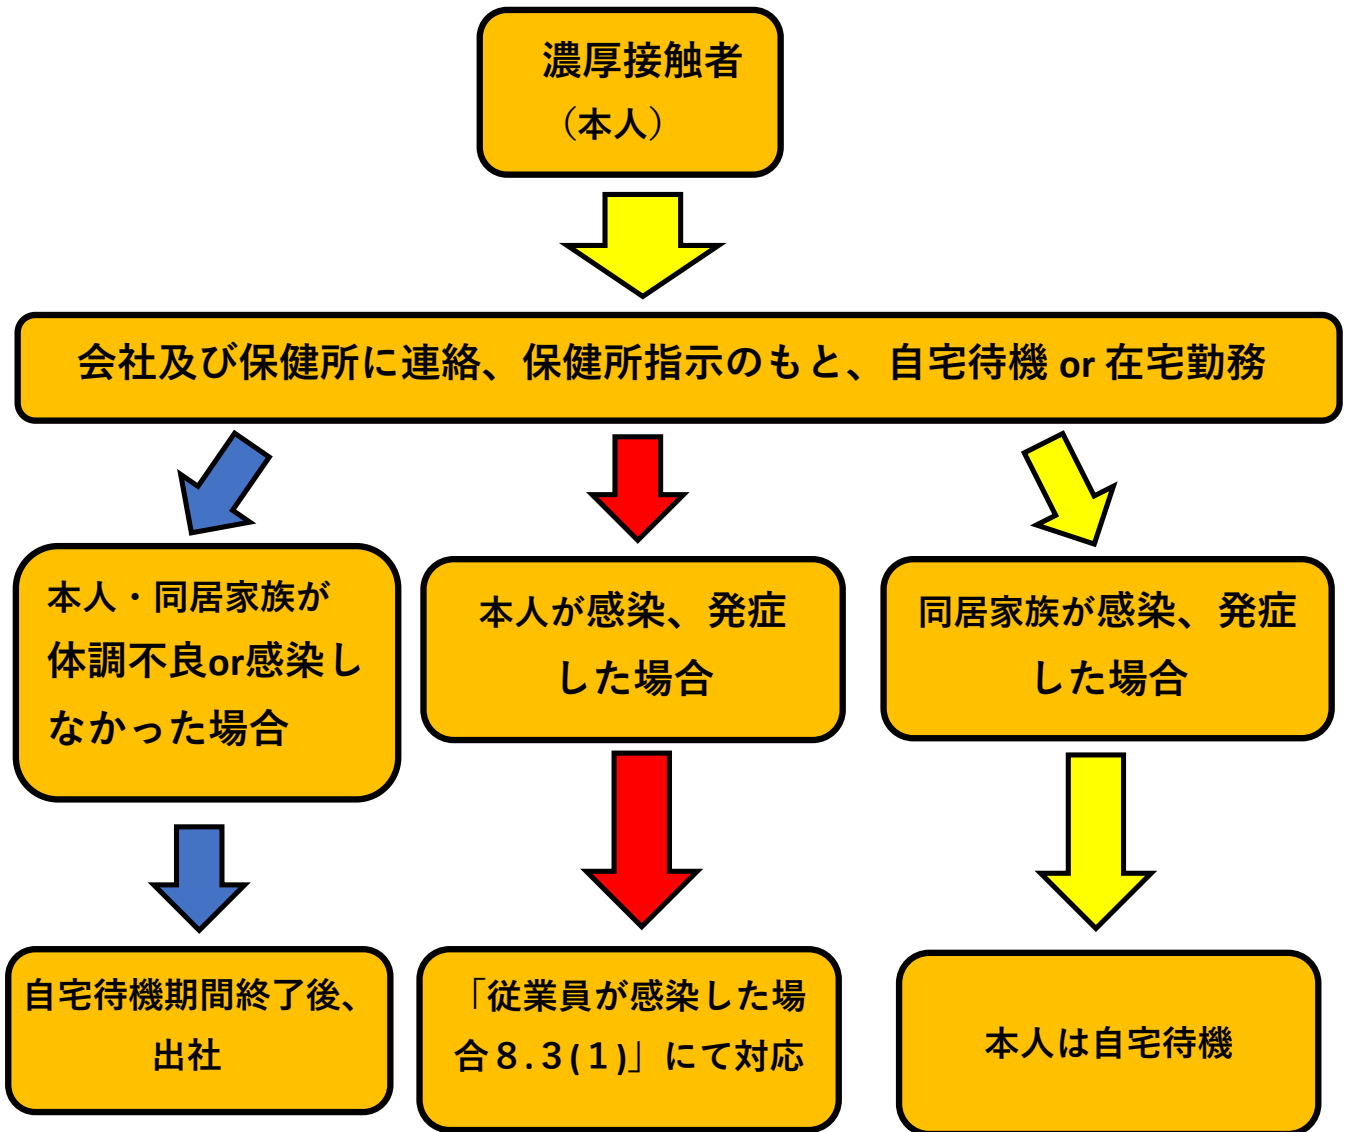 濃厚接触者
（本人）
会社及び保健所に連絡、保健所指示のもと、自宅待機 or 在宅勤務
本人・同居家族が
体調不良or感染し
なかった場合
本人が感染、発症
した場合
同居家族が感染、発症
した場合
自宅待機期間終了後、
出社
「従業員が感染した場
合８.３(１)」にて対応
本人は自宅待機